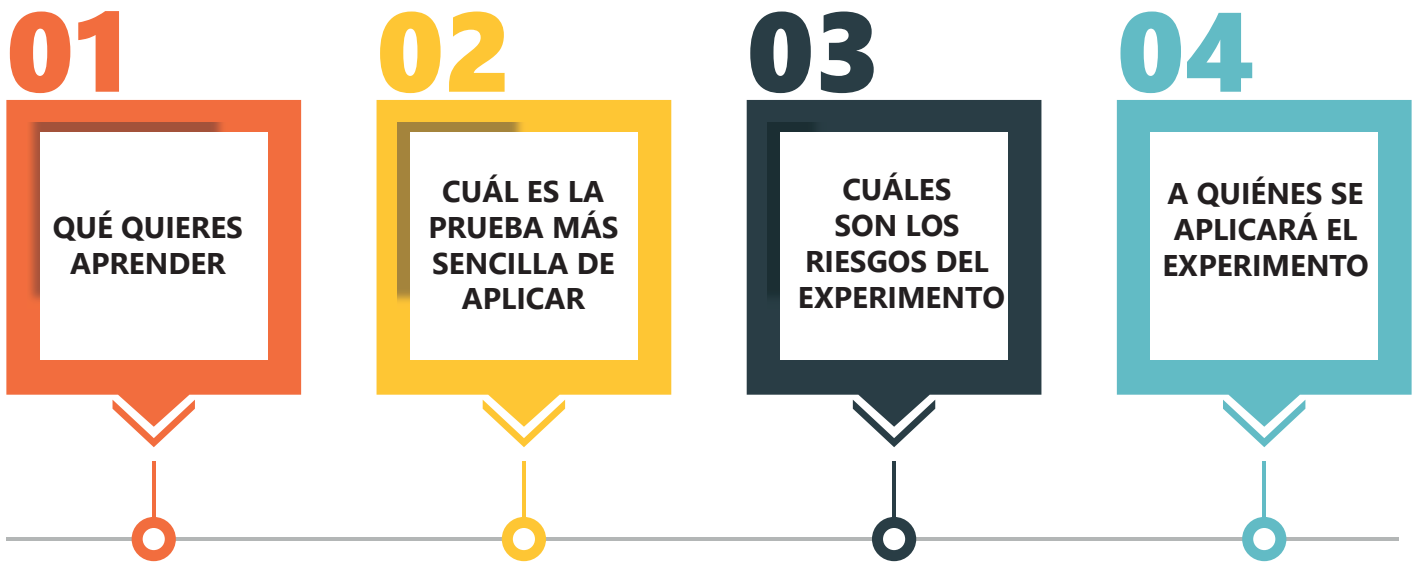 01
QUÉ QUIERES
APRENDER
02
CUÁL ES LA
PRUEBA MÁS
SENCILLA DE
APLICAR
03
CUÁLES
SON LOS
RIESGOS DEL
EXPERIMENTO
04
A QUIÉNES SE
APLICARÁ EL
EXPERIMENTO